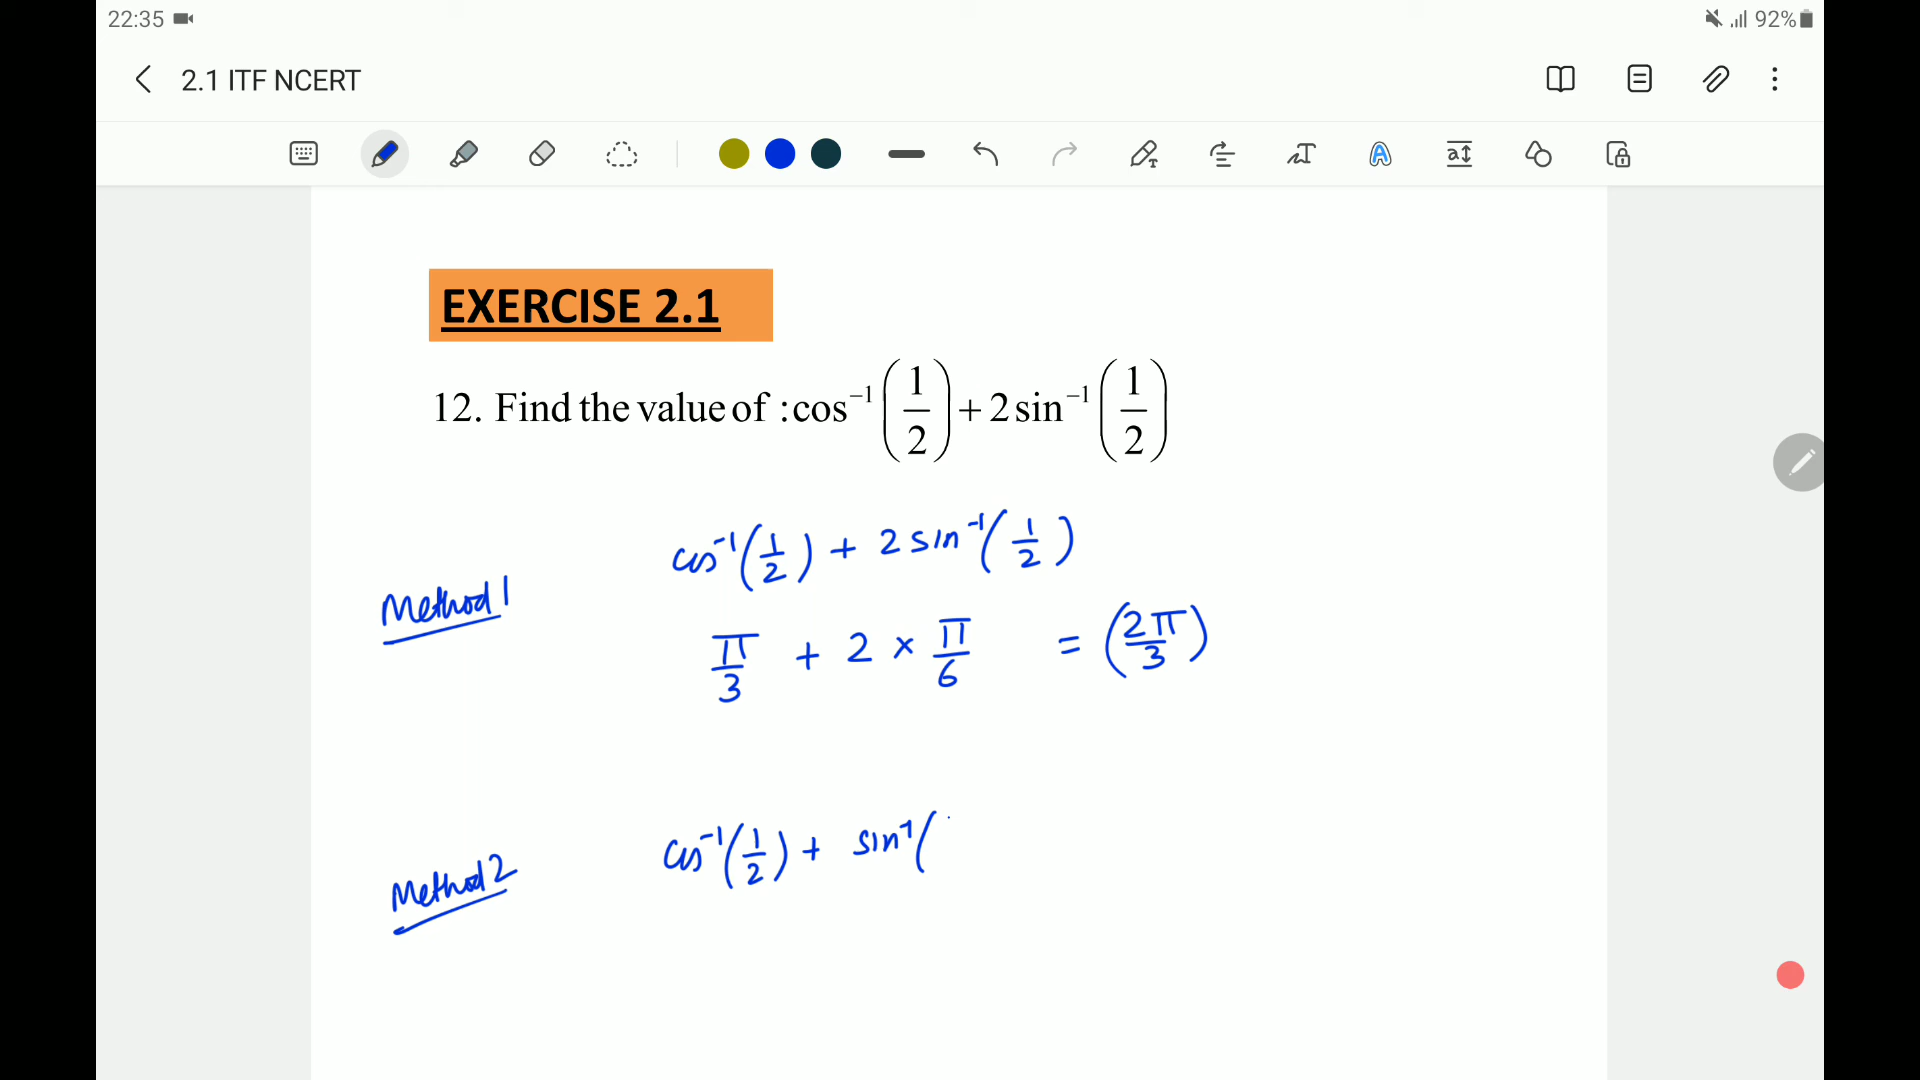 22:35 92%
2.1 ITF NCERT
EXERCISE 2.1
12. Find the value of : cos⁻¹(1/2) + 2 sin⁻¹(1/2)
cos⁻¹(1/2) + 2 sin⁻¹(1/2)
Method 1
π/3 + 2 × π/6 = (2π/3)
cos⁻¹(1/2) + sin⁻¹(
Method 2